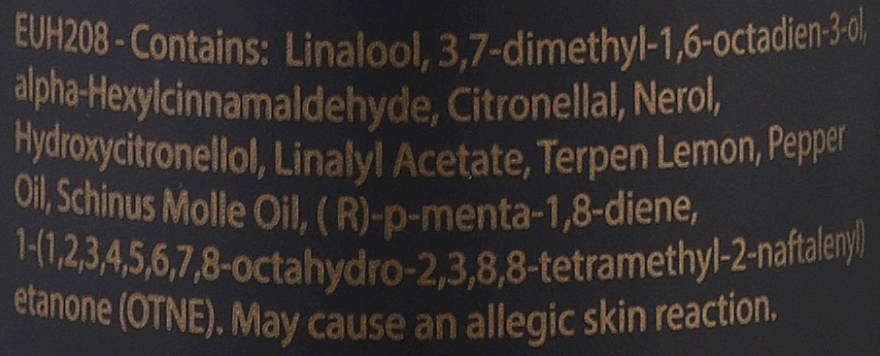 EUH208 - Contains: Linalool, 3,7-dimethyl-1,6-octadien-3-ol,
alpha-Hexylcinnamaldehyde, Citronellal, Nerol,
Hydroxycitronellol, Linalyl Acetate, Terpen Lemon, Pepper
Oil, Schinus Molle Oil, ( R)-p-menta-1,8-diene,
1-(1,2,3,4,5,6,7,8-octahydro-2,3,8,8-tetramethyl-2-naftalenyl)
etanone (OTNE). May cause an allegic skin reaction.